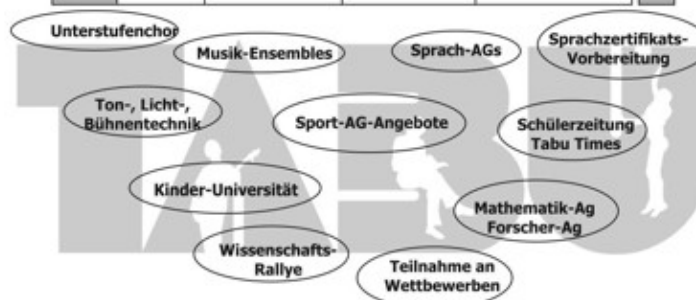 Unterstufenchor
Musik-Ensembles
Sprach-AGs
Sprachzertifikats-
Vorbereitung
Ton-, Licht-,
Bühnentechnik
Sport-AG-Angebote
Schülerzeitung
Tabu Times
Kinder-Universität
Mathematik-Ag
Forscher-Ag
Wissenschafts-
Rallye
Teilnahme an
Wettbewerben
TABU